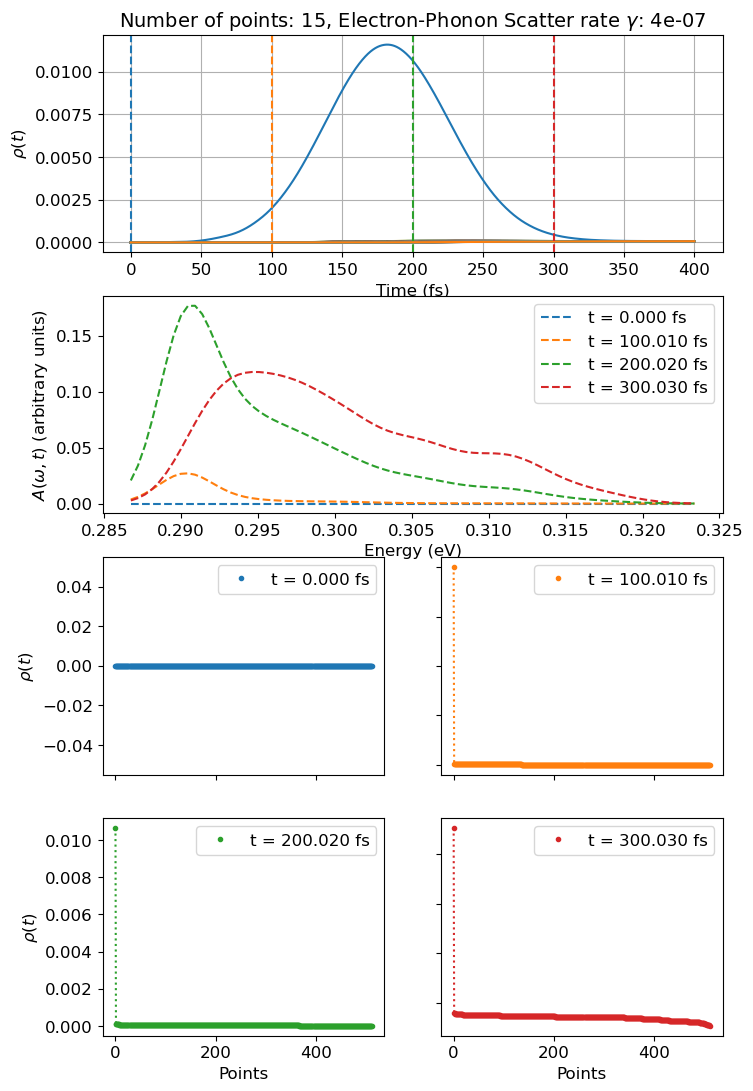 Number of points: 15, Electron-Phonon Scatter rate γ: 4e-07
ρ(t)
0.0100
0.0075
0.0050
0.0025
0.0000
0 50 100 150 200 250 300 350 400
Time (fs)
A(ω, t) (arbitrary units)
0.15
0.10
0.05
0.00
t = 0.000 fs
t = 100.010 fs
t = 200.020 fs
t = 300.030 fs
0.285 0.290 0.295 0.300 0.305 0.310 0.315 0.320 0.325
Energy (eV)
ρ(t)
0.04
0.02
0.00
−0.02
−0.04
t = 0.000 fs
t = 100.010 fs
ρ(t)
0.010
0.008
0.006
0.004
0.002
0.000
t = 200.020 fs
0 200 400
Points
t = 300.030 fs
0 200 400
Points